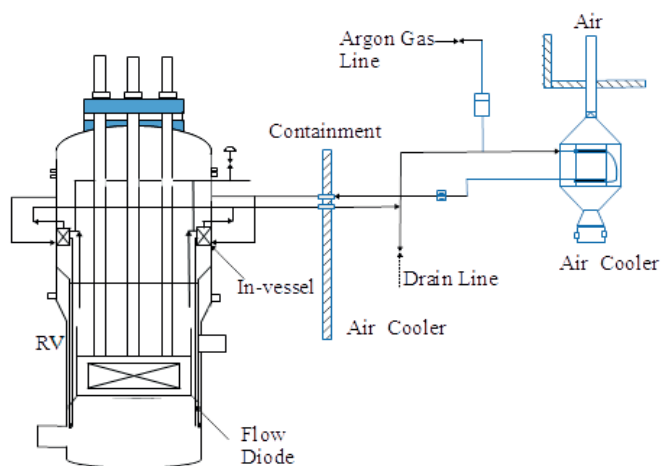 Argon Gas
Line
Air
Containment
In-vessel
Drain Line
Air Cooler
Air Cooler
RV
Flow
Diode